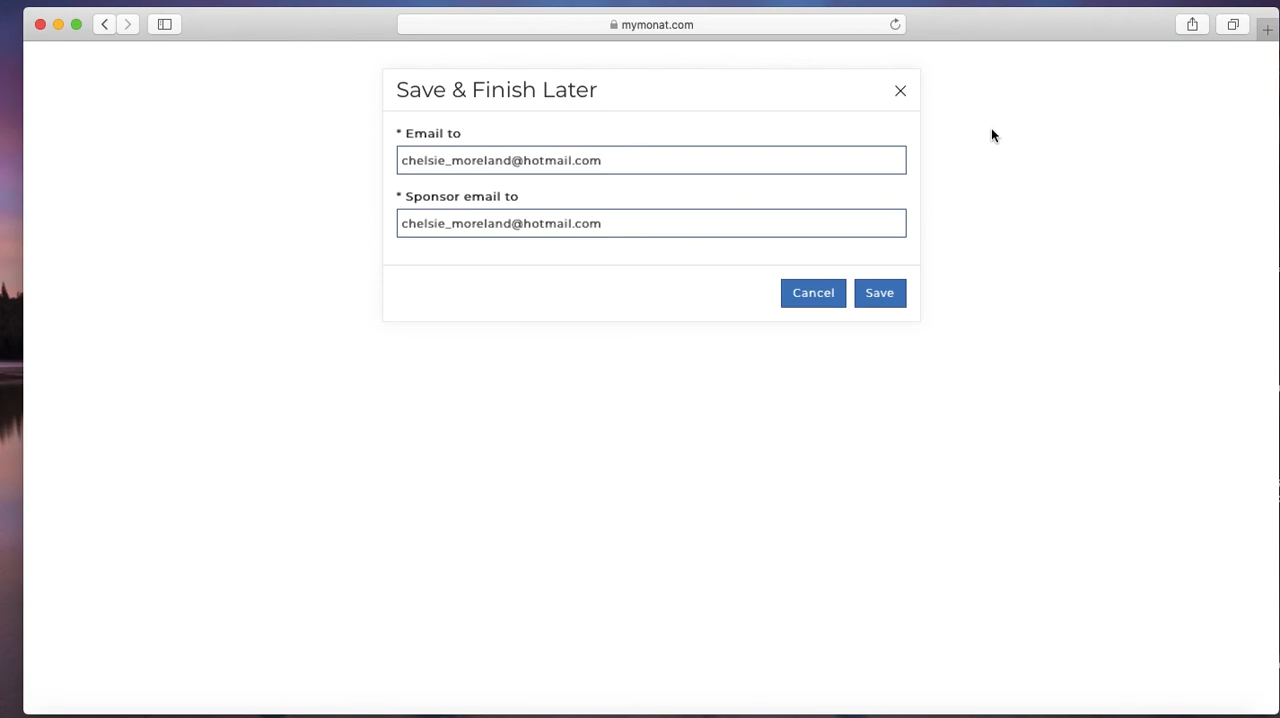 mymonat.com
Save & Finish Later
* Email to
chelsie_moreland@hotmail.com
* Sponsor email to
chelsie_moreland@hotmail.com
Cancel Save